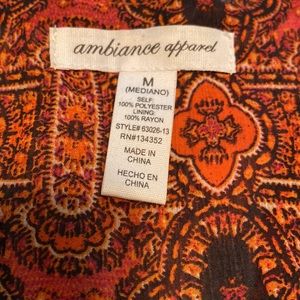 ambiance apparel
M
(MEDIANO)
SELF:
100% POLYESTER
LINING:
100% RAYON
STYLE# 63026-13
RN#134352
MADE IN
CHINA
HECHO EN
CHINA